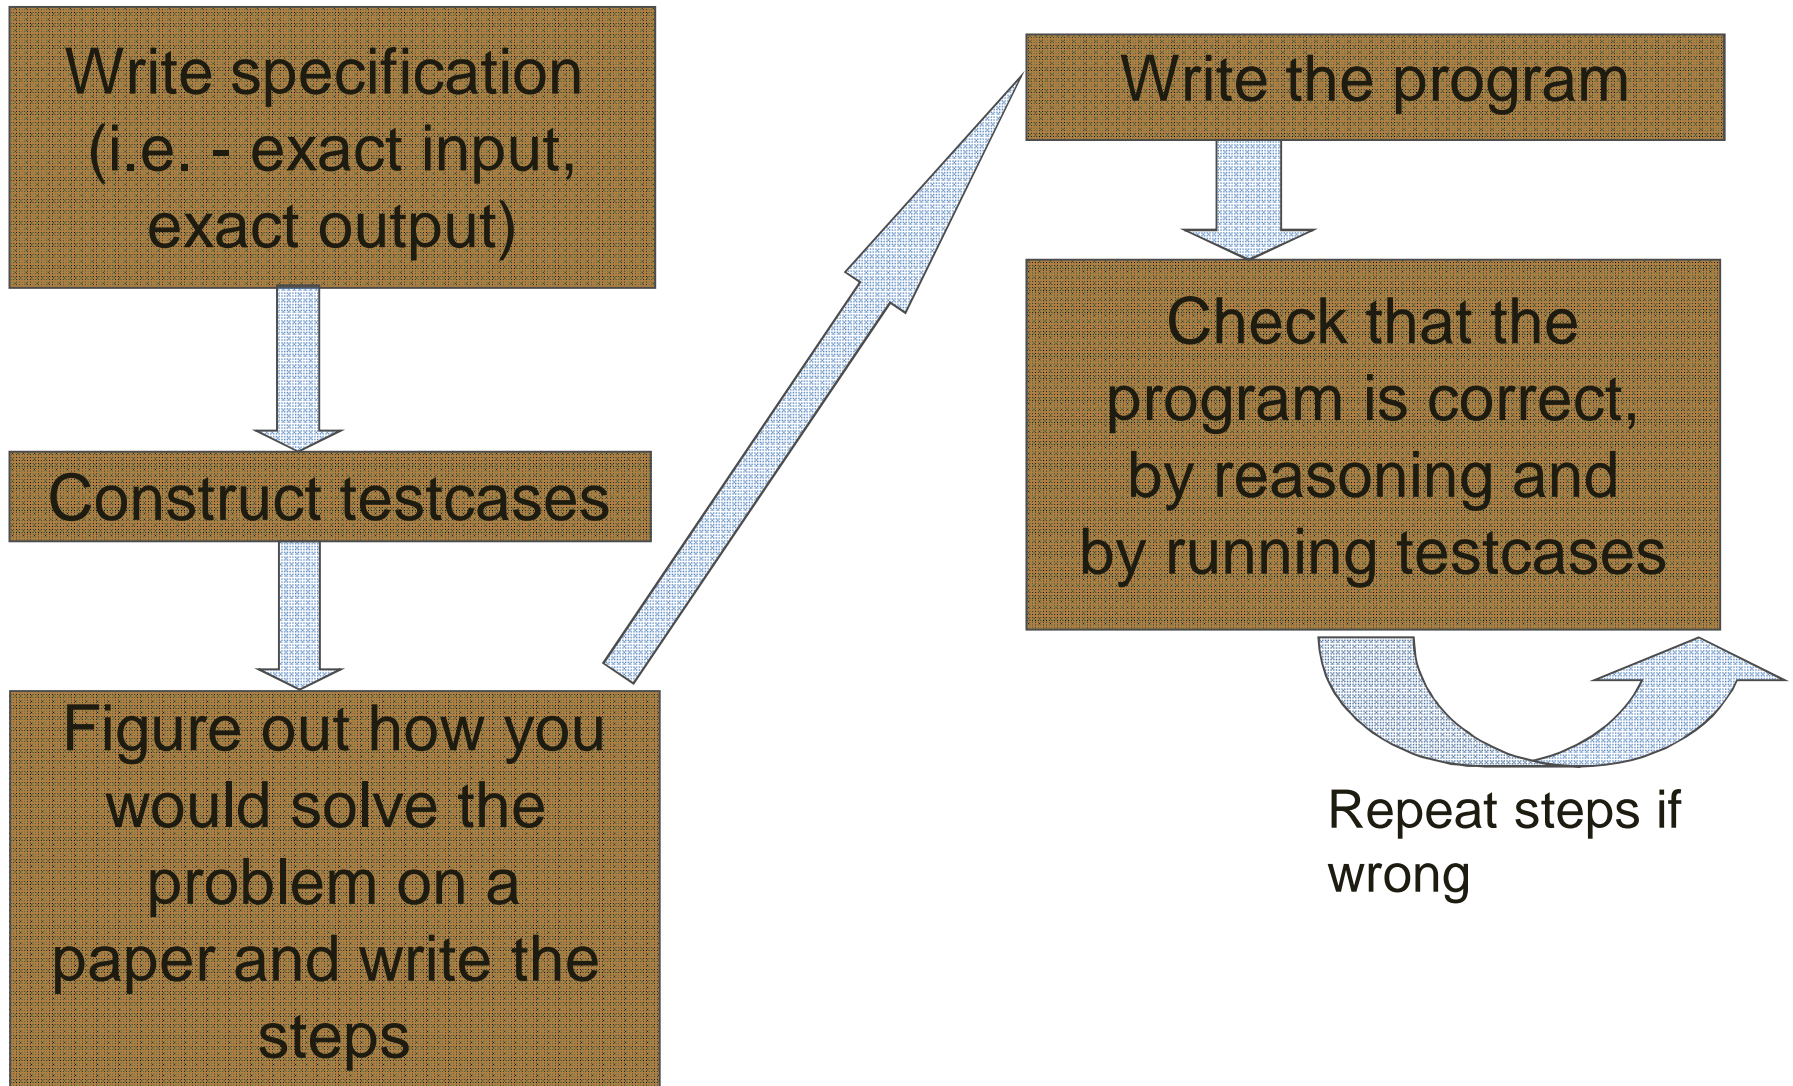 Write specification
(i.e. - exact input,
exact output)
Construct testcases
Figure out how you
would solve the
problem on a
paper and write the
steps
Write the program
Check that the
program is correct,
by reasoning and
by running testcases
Repeat steps if
wrong